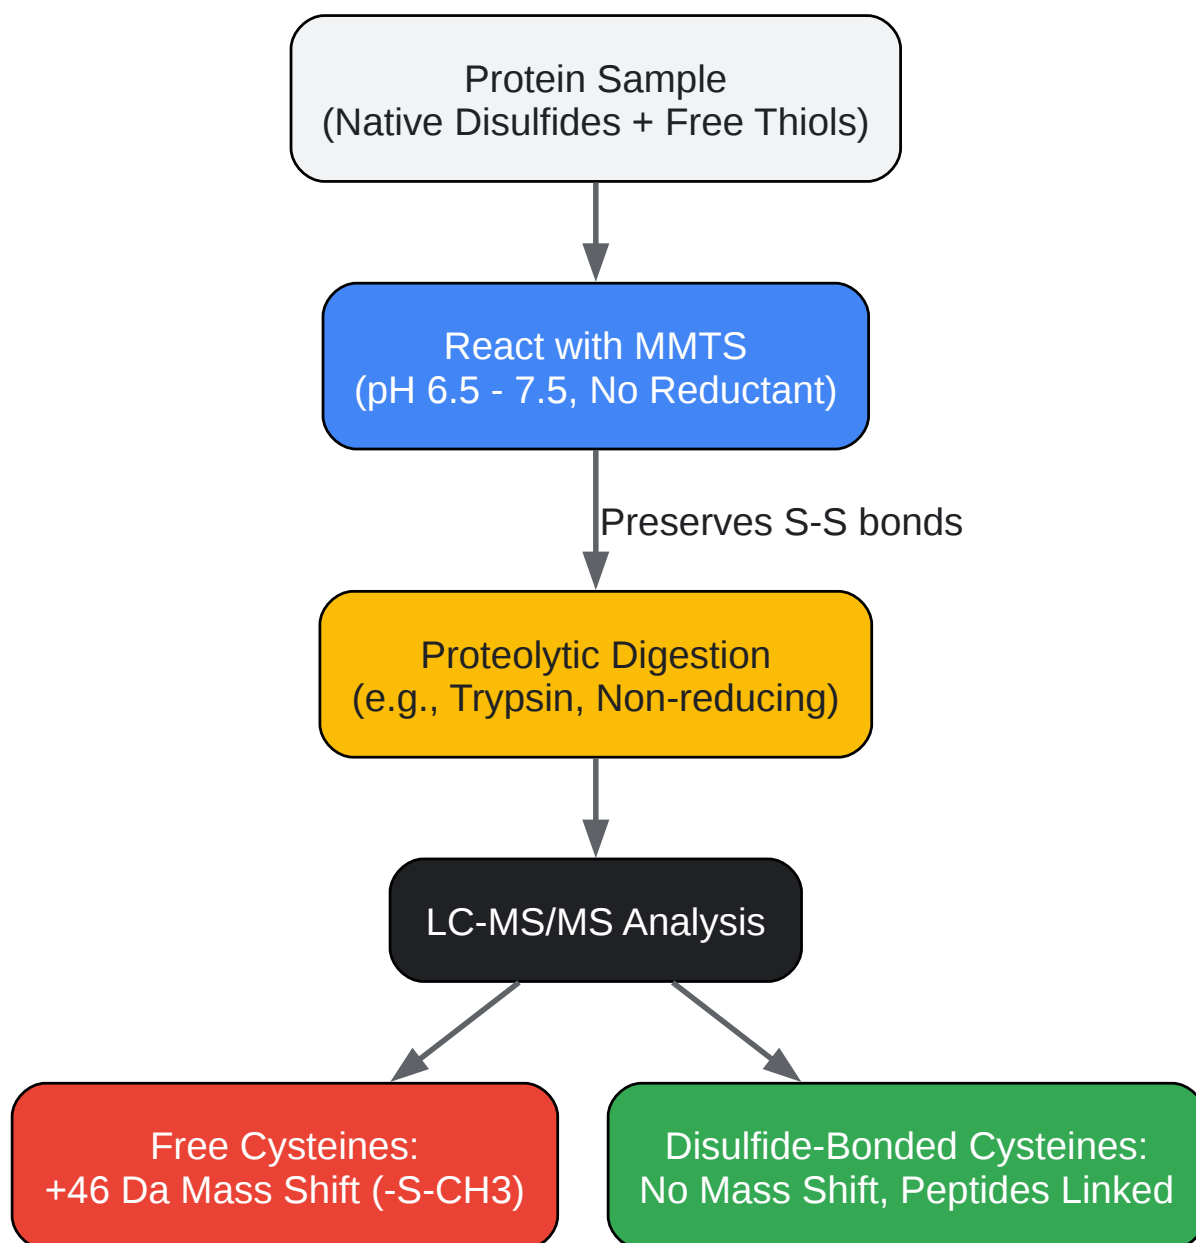 Protein Sample
(Native Disulfides + Free Thiols)
React with MMTS
(pH 6.5 - 7.5, No Reductant)
Preserves S-S bonds
Proteolytic Digestion
(e.g., Trypsin, Non-reducing)
LC-MS/MS Analysis
Free Cysteines:
+46 Da Mass Shift (-S-CH3)
Disulfide-Bonded Cysteines:
No Mass Shift, Peptides Linked